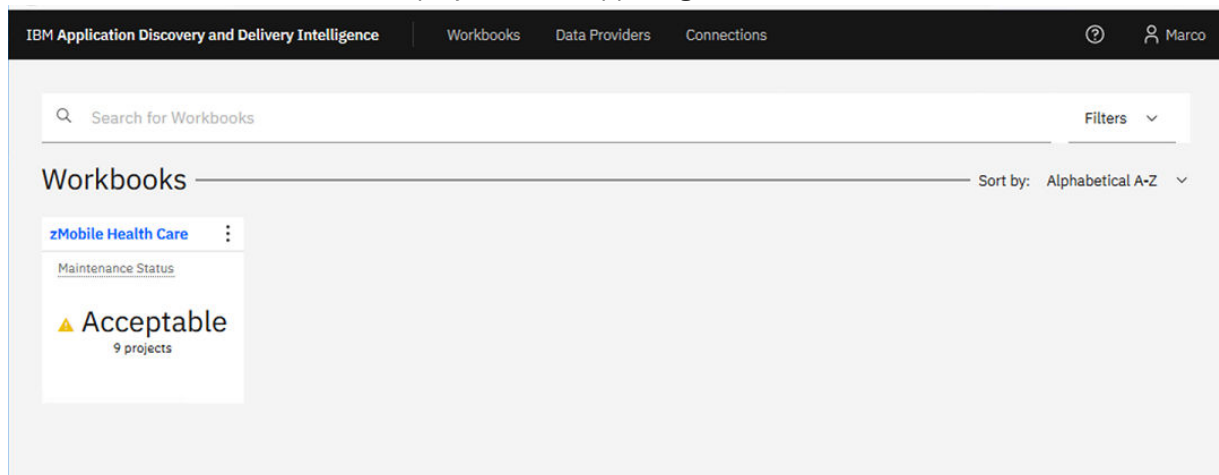 IBM Application Discovery and Delivery Intelligence Workbooks Data Providers Connections Marco
Search for Workbooks Filters
Workbooks Sort by: Alphabetical A-Z
zMobile Health Care
Maintenance Status
Acceptable
9 projects